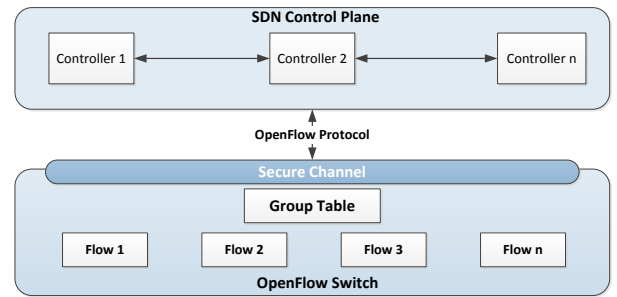 SDN Control Plane
Controller 1
Controller 2
Controller n
OpenFlow Protocol
Secure Channel
Group Table
Flow 1
Flow 2
Flow 3
Flow n
OpenFlow Switch